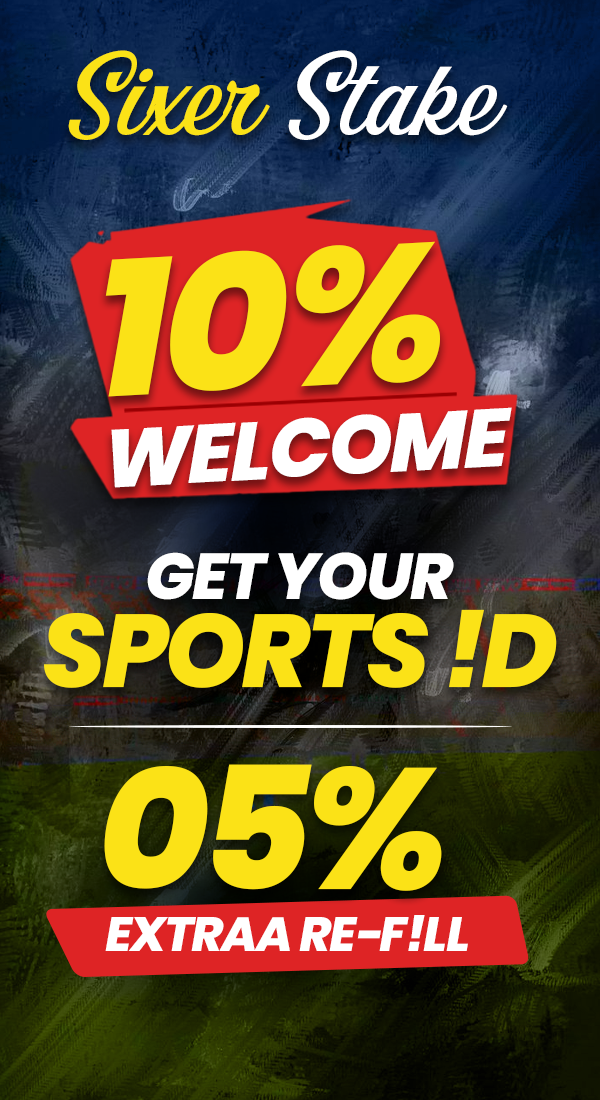 Sixer Stake
10%
WELCOME
GET YOUR
SPORTS !D
05%
EXTRAA RE-F!LL